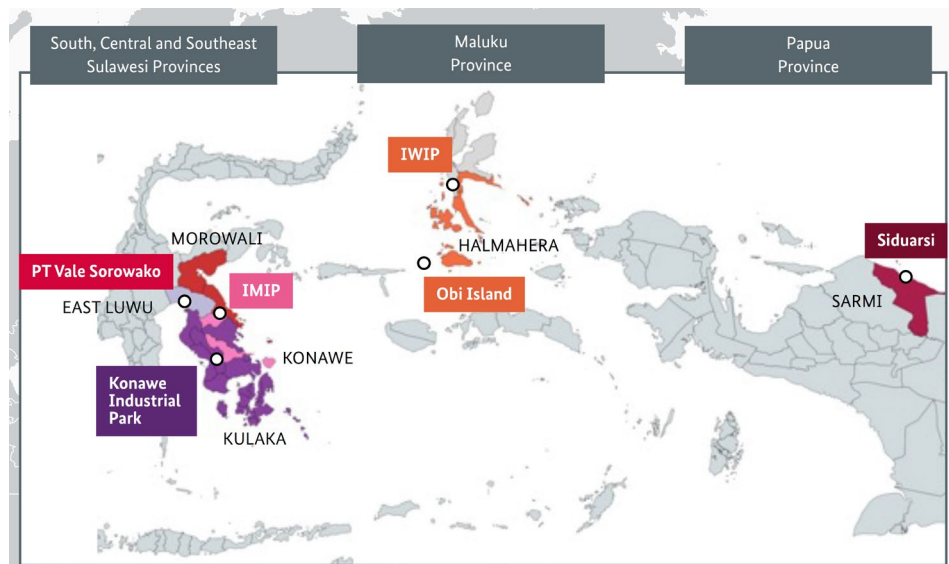 South, Central and Southeast
Sulawesi Provinces
Maluku
Province
Papua
Province
IWIP
MOROWALI
HALMAHERA
Siduarsi
PT Vale Sorowako
IMIP
Obi Island
EAST LUWU
SARMI
KONAWE
Konawe
Industrial
Park
KULAKA